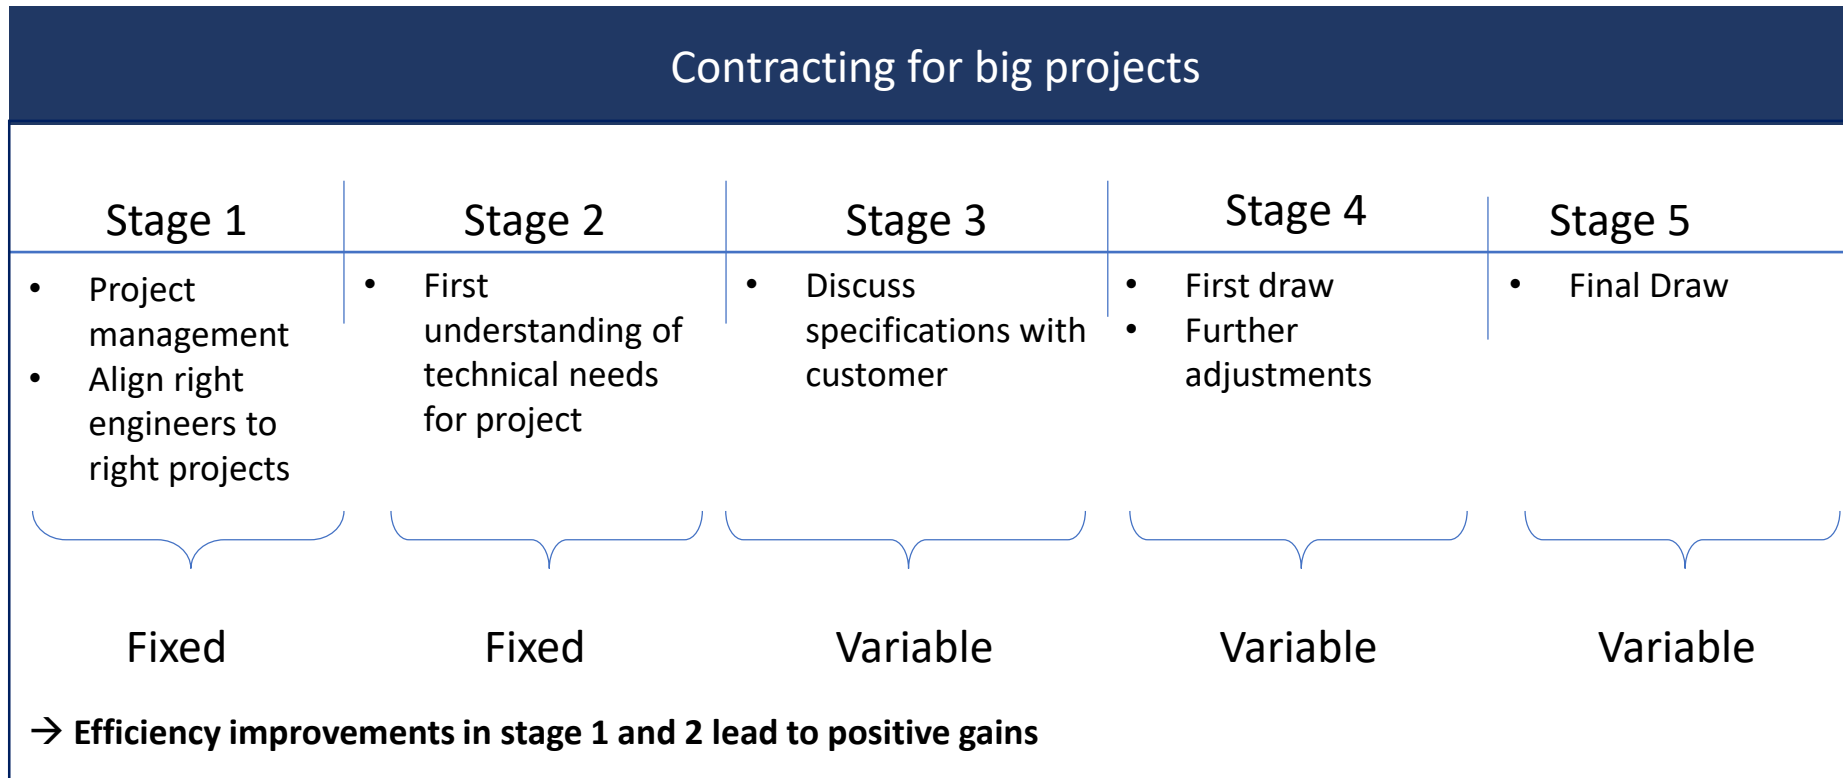 Contracting for big projects
Stage 1
Stage 2
Stage 3
Stage 4
Stage 5
• Project
management
• Align right
engineers to
right projects
• First
understanding of
technical needs
for project
• Discuss
specifications with
customer
• First draw
• Further
adjustments
• Final Draw
Fixed
Fixed
Variable
Variable
Variable
→ Efficiency improvements in stage 1 and 2 lead to positive gains